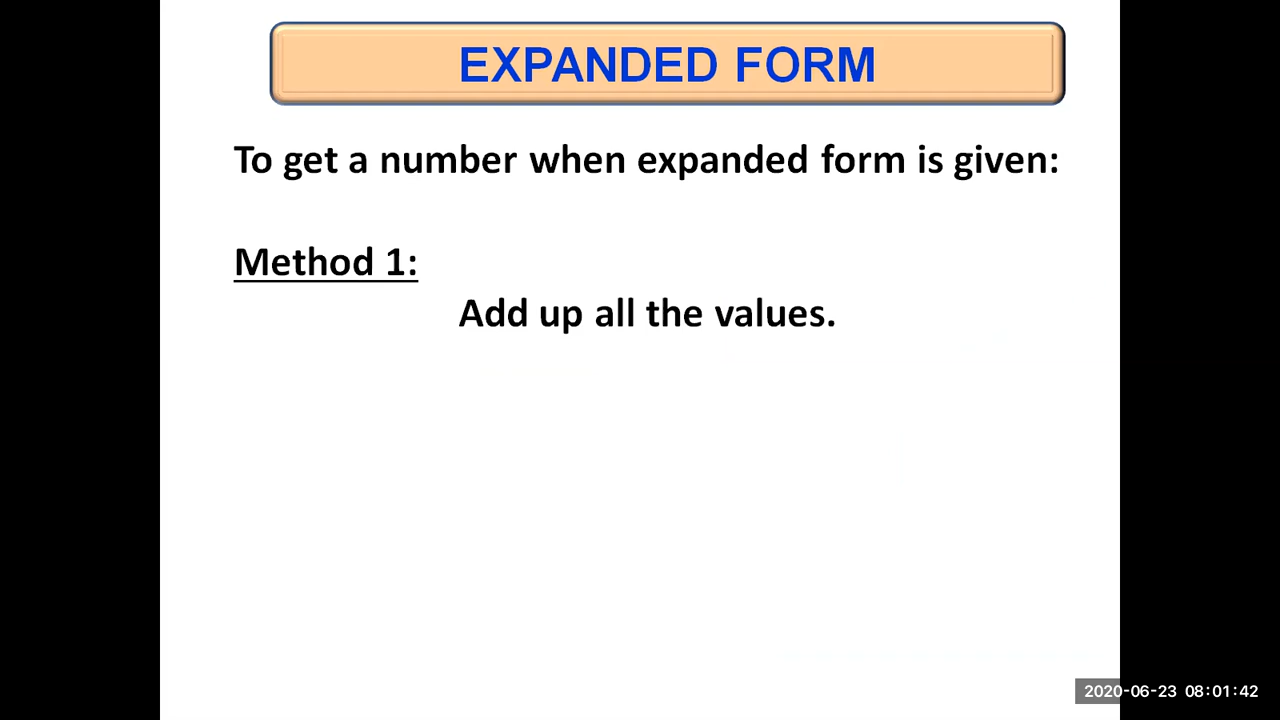 EXPANDED FORM
To get a number when expanded form is given:
Method 1:
Add up all the values.
2020-06-23 08:01:42